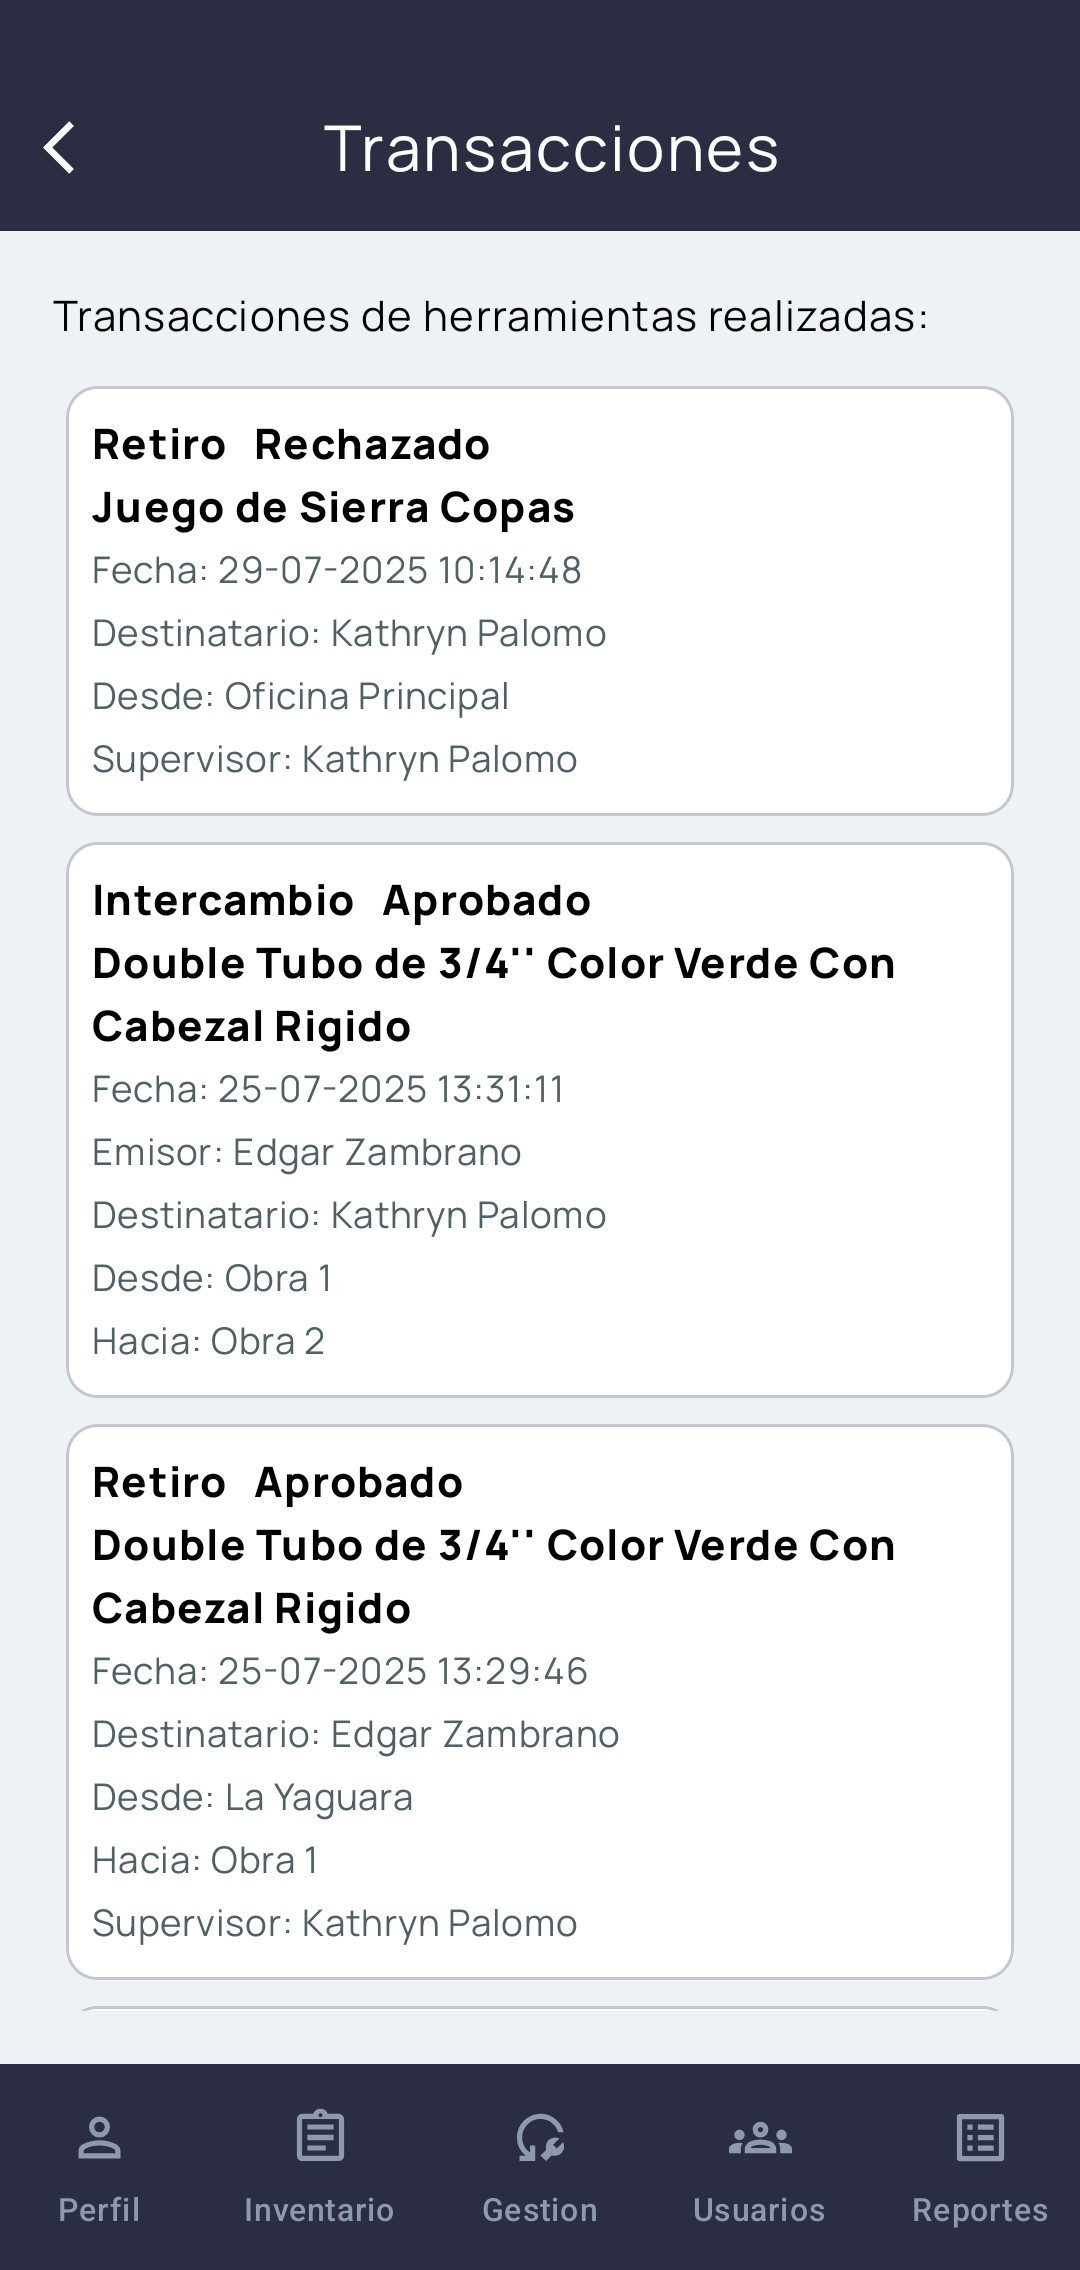 Transacciones
Transacciones de herramientas realizadas:
Retiro Rechazado
Juego de Sierra Copas
Fecha: 29-07-2025 10:14:48
Destinatario: Kathryn Palomo
Desde: Oficina Principal
Supervisor: Kathryn Palomo
Intercambio Aprobado
Double Tubo de 3/4'' Color Verde Con
Cabezal Rigido
Fecha: 25-07-2025 13:31:11
Emisor: Edgar Zambrano
Destinatario: Kathryn Palomo
Desde: Obra 1
Hacia: Obra 2
Retiro Aprobado
Double Tubo de 3/4'' Color Verde Con
Cabezal Rigido
Fecha: 25-07-2025 13:29:46
Destinatario: Edgar Zambrano
Desde: La Yaguara
Hacia: Obra 1
Supervisor: Kathryn Palomo
Perfil Inventario Gestion Usuarios Reportes